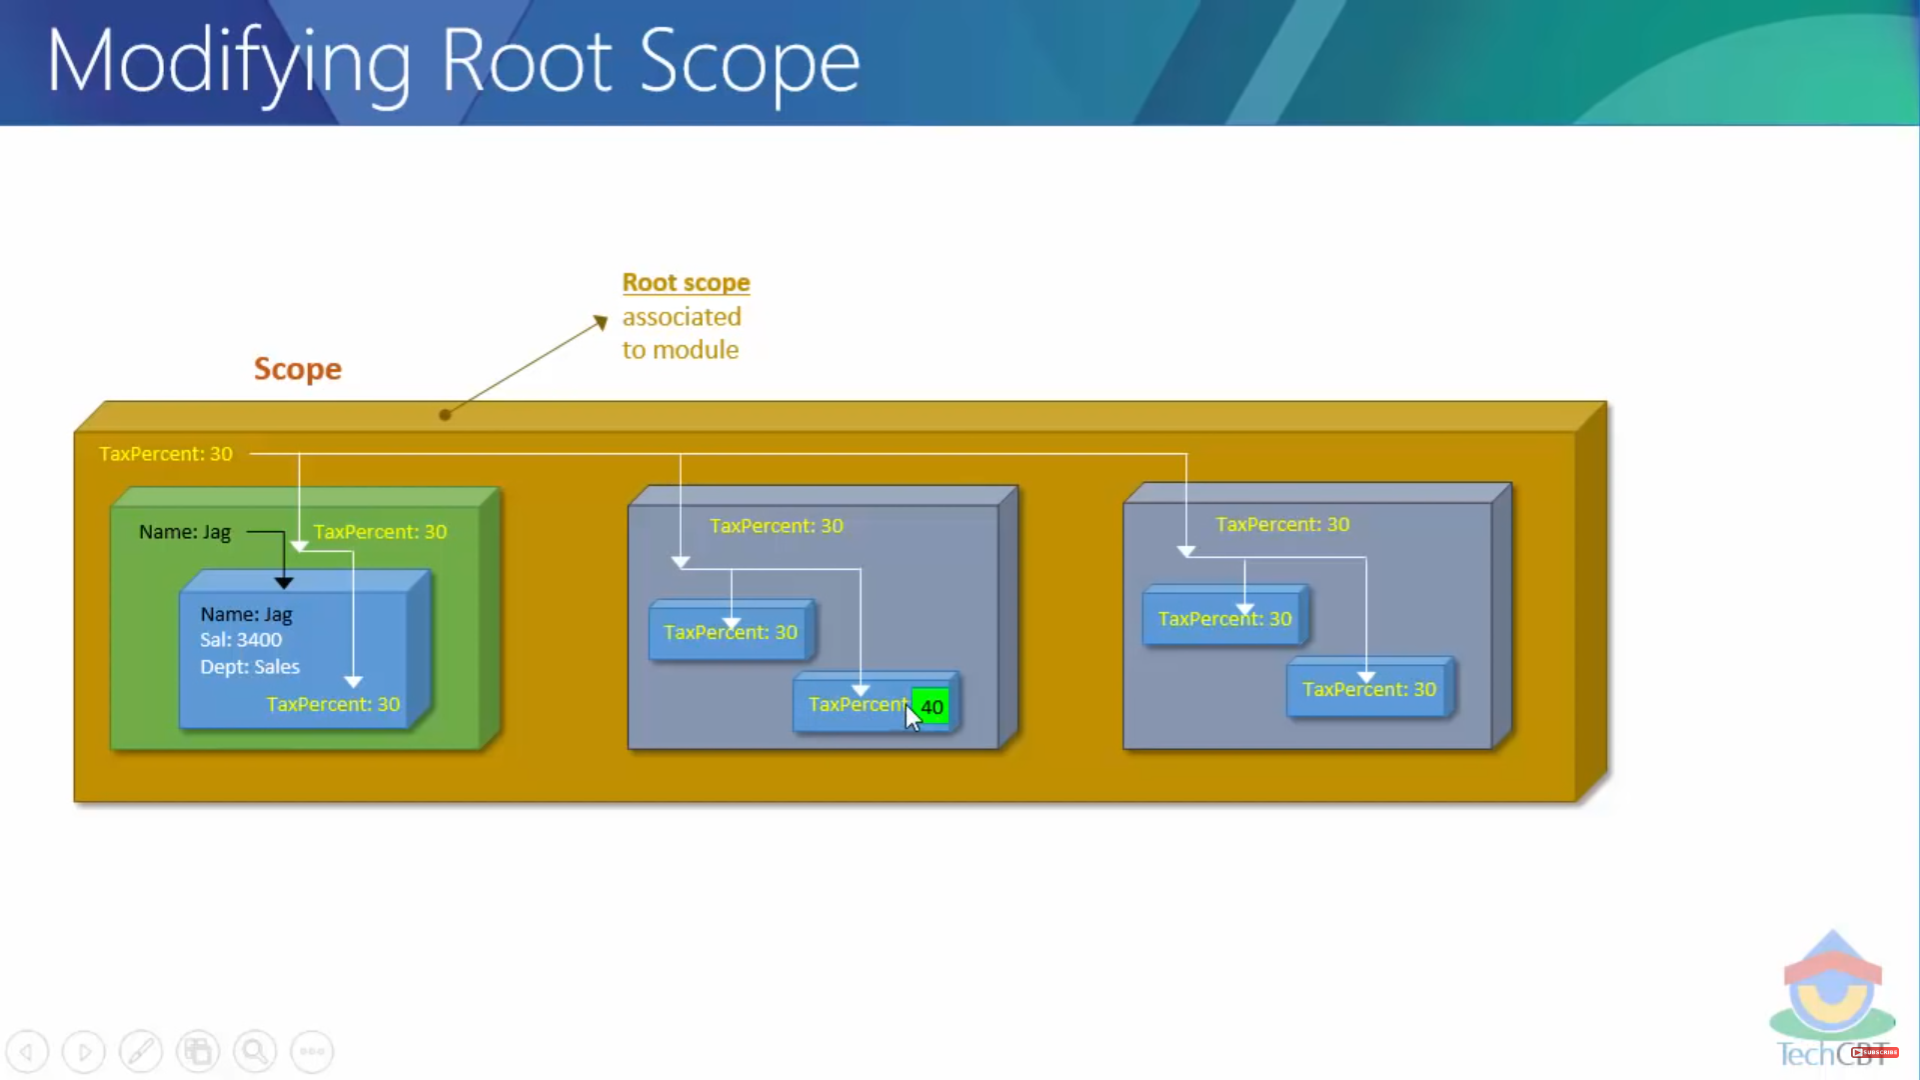 Modifying Root Scope
Root scope
associated
to module
Scope
TaxPercent: 30
Name: Jag
TaxPercent: 30
Name: Jag
Sal: 3400
Dept: Sales
TaxPercent: 30
TaxPercent: 30
TaxPercent: 30
TaxPercent 40
TaxPercent: 30
TaxPercent: 30
TaxPercent: 30
TechCBT
SUBSCRIBE